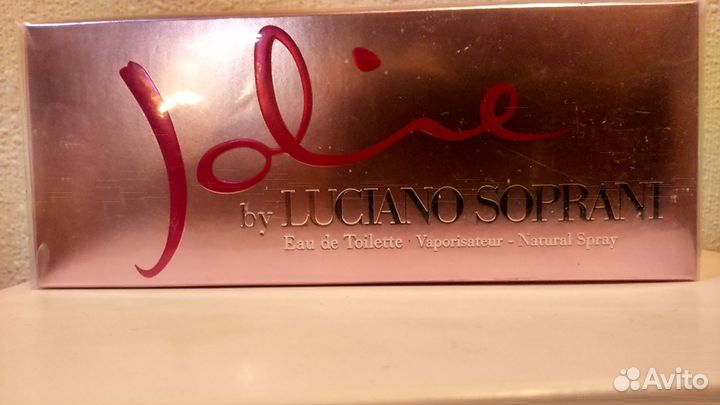 Jolie
by LUCIANO SOPRANI
Eau de Toilette · Vaporisateur - Natural Spray
Avito